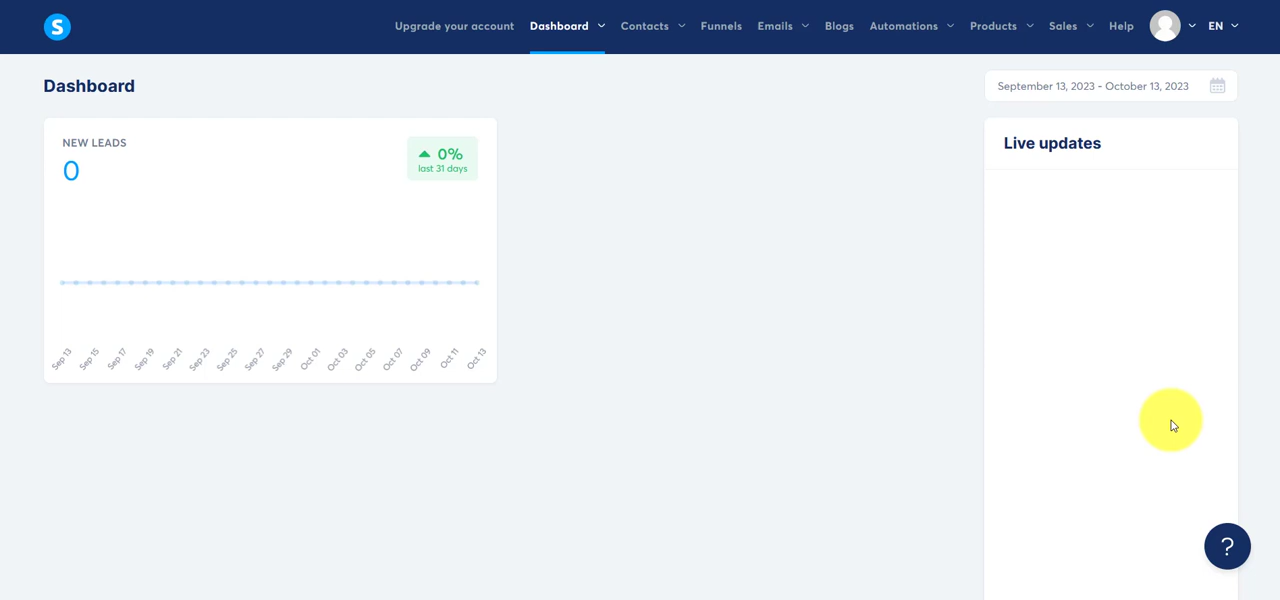 S
Upgrade your account Dashboard Contacts Funnels Emails Blogs Automations Products Sales Help EN
Dashboard
September 13, 2023 - October 13, 2023
NEW LEADS
0
0%
last 31 days
Live updates
Sep 13 Sep 15 Sep 17 Sep 19 Sep 21 Sep 23 Sep 25 Sep 27 Sep 29 Oct 01 Oct 03 Oct 05 Oct 07 Oct 09 Oct 11 Oct 13
?